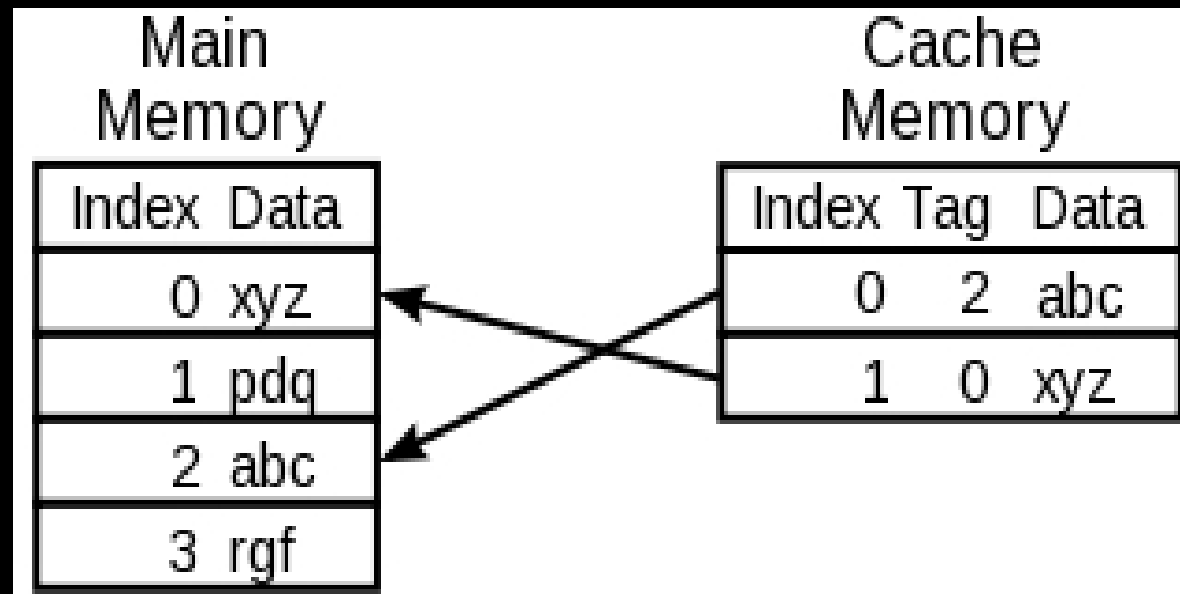 Main
Memory
Index Data
0 xyz
1 pdq
2 abc
3 rgf
Cache
Memory
Index Tag Data
0 2 abc
1 0 xyz